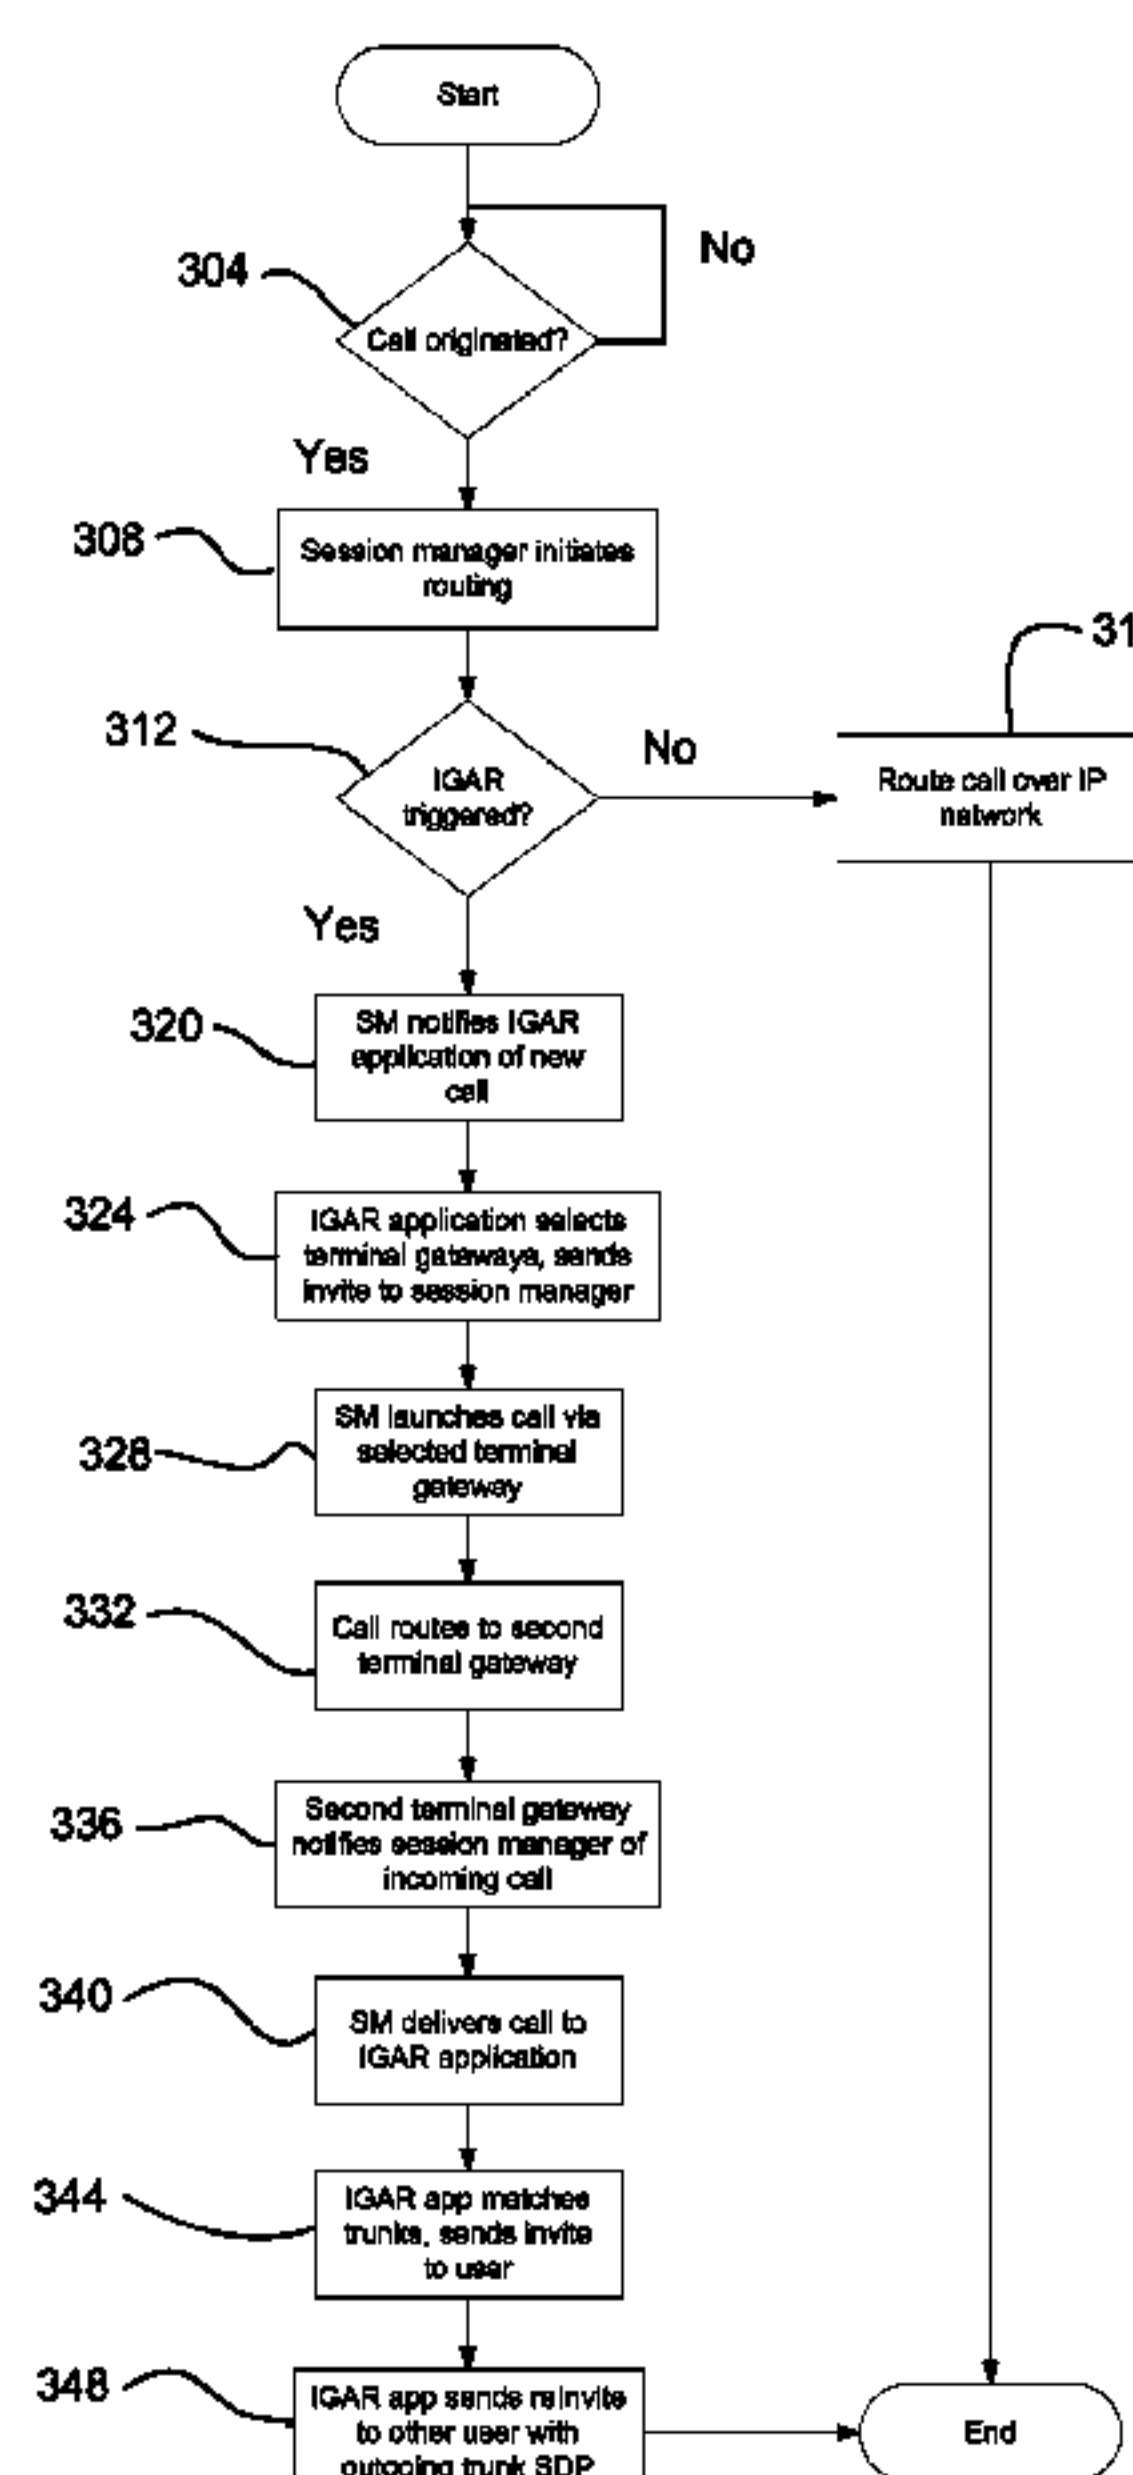 Start
No
304
Call originated?
Yes
308
Session manager initiates
routing
31
312
No
IGAR
triggered?
Route call over IP
network
Yes
320
SM notifies IGAR
application of new
call
324
IGAR application selects
terminal gateways, sends
invite to session manager
328
SM launches call via
selected terminal
gateway
332
Call routes to second
terminal gateway
336
Second terminal gateway
notifies session manager of
incoming call
340
SM delivers call to
IGAR application
344
IGAR app matches
trunks, sends invite
to user
348
IGAR app sends reinvite
to other user with
outgoing trunk SDP
End